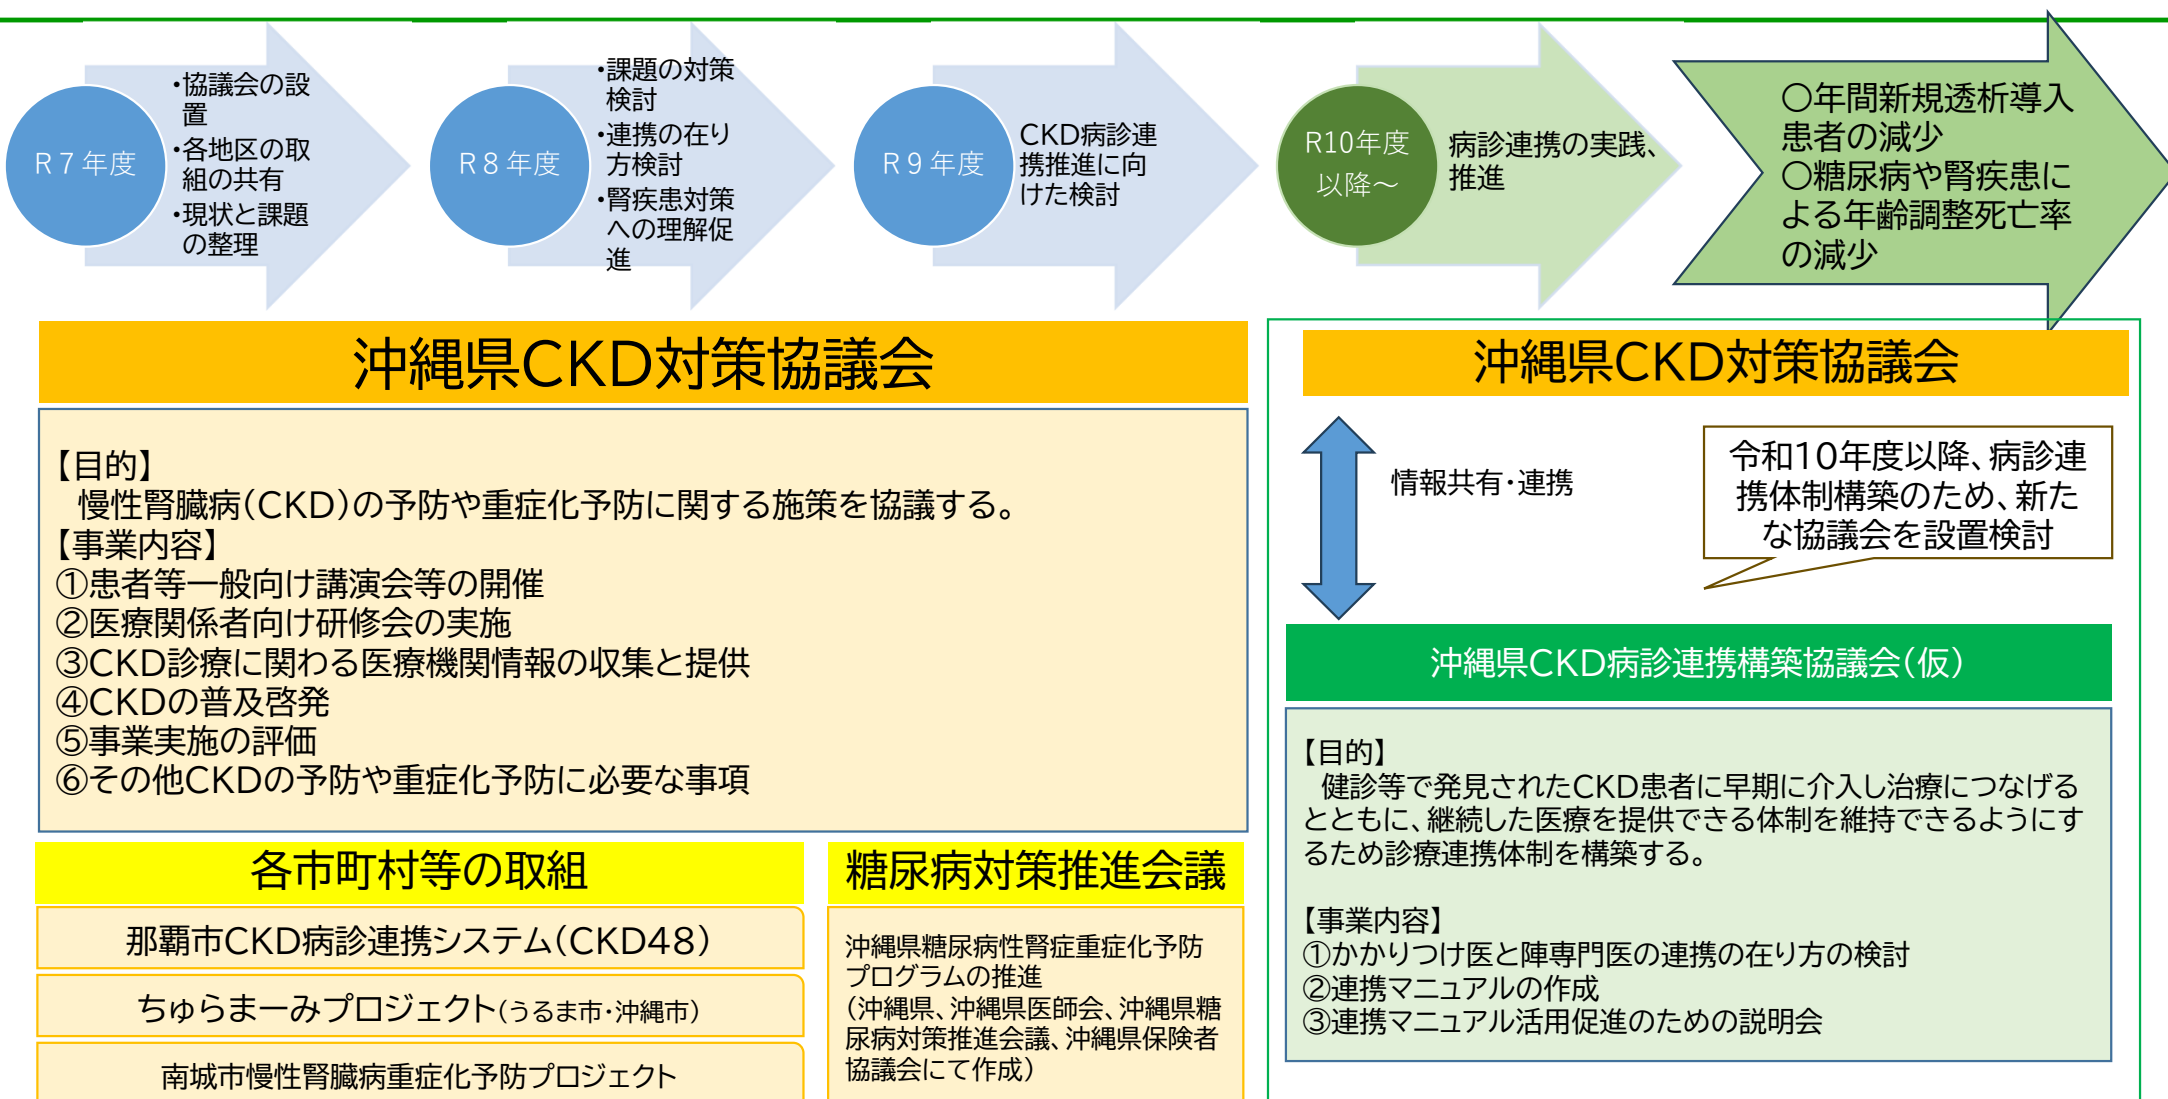 R７年度
・協議会の設
置
・各地区の取
組の共有
・現状と課題
の整理
R８年度
・課題の対策
検討
・連携の在り
方検討
・腎疾患対策
への理解促
進
R９年度
CKD病診連
携推進に向
けた検討
R10年度
以降～
病診連携の実践、
推進
〇年間新規透析導入
患者の減少
〇糖尿病や腎疾患に
よる年齢調整死亡率
の減少
沖縄県CKD対策協議会
【目的】
慢性腎臓病（CKD）の予防や重症化予防に関する施策を協議する。
【事業内容】
①患者等一般向け講演会等の開催
②医療関係者向け研修会の実施
③CKD診療に関わる医療機関情報の収集と提供
④CKDの普及啓発
⑤事業実施の評価
⑥その他CKDの予防や重症化予防に必要な事項
各市町村等の取組
那覇市CKD病診連携システム（CKD48）
ちゅらまーみプロジェクト（うるま市・沖縄市）
南城市慢性腎臓病重症化予防プロジェクト
糖尿病対策推進会議
沖縄県糖尿病性腎症重症化予防
プログラムの推進
（沖縄県、沖縄県医師会、沖縄県糖
尿病対策推進会議、沖縄県保険者
協議会にて作成）
沖縄県CKD対策協議会
情報共有・連携
令和10年度以降、病診連
携体制構築のため、新た
な協議会を設置検討
沖縄県CKD病診連携構築協議会（仮）
【目的】
健診等で発見されたCKD患者に早期に介入し治療につなげる
とともに、継続した医療を提供できる体制を維持できるようにす
るため診療連携体制を構築する。
【事業内容】
①かかりつけ医と陣専門医の連携の在り方の検討
②連携マニュアルの作成
③連携マニュアル活用促進のための説明会